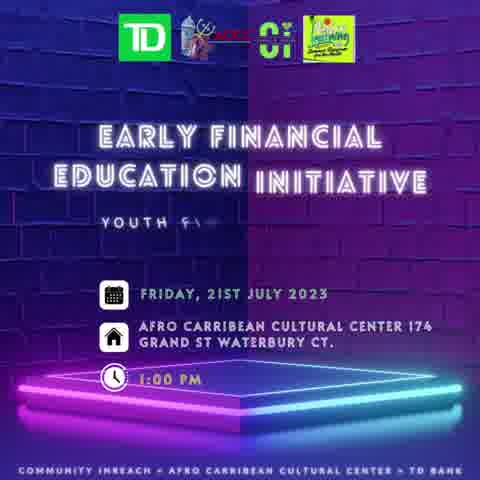 TD
CI
EARLY FINANCIAL
EDUCATION INITIATIVE
YOUTH
FRIDAY, 21ST JULY 2023
AFRO CARRIBEAN CULTURAL CENTER 174
GRAND ST WATERBURY CT.
1:00 PM
COMMUNITY INREACH - AFRO CARRIBEAN CULTURAL CENTER - TD BANK